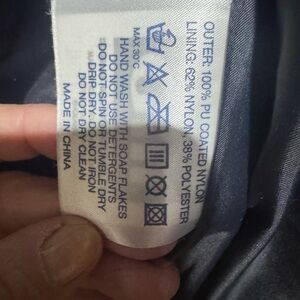 OUTER: 100% PU COATED NYLON
LINING: 62% NYLON, 38% POLYESTER
MAX 30°C
HAND WASH WITH SOAP FLAKES
DO NOT USE DETERGENTS
DO NOT SPIN OR TUMBLE DRY
DRIP DRY. DO NOT IRON
DO NOT DRY CLEAN
MADE IN CHINA